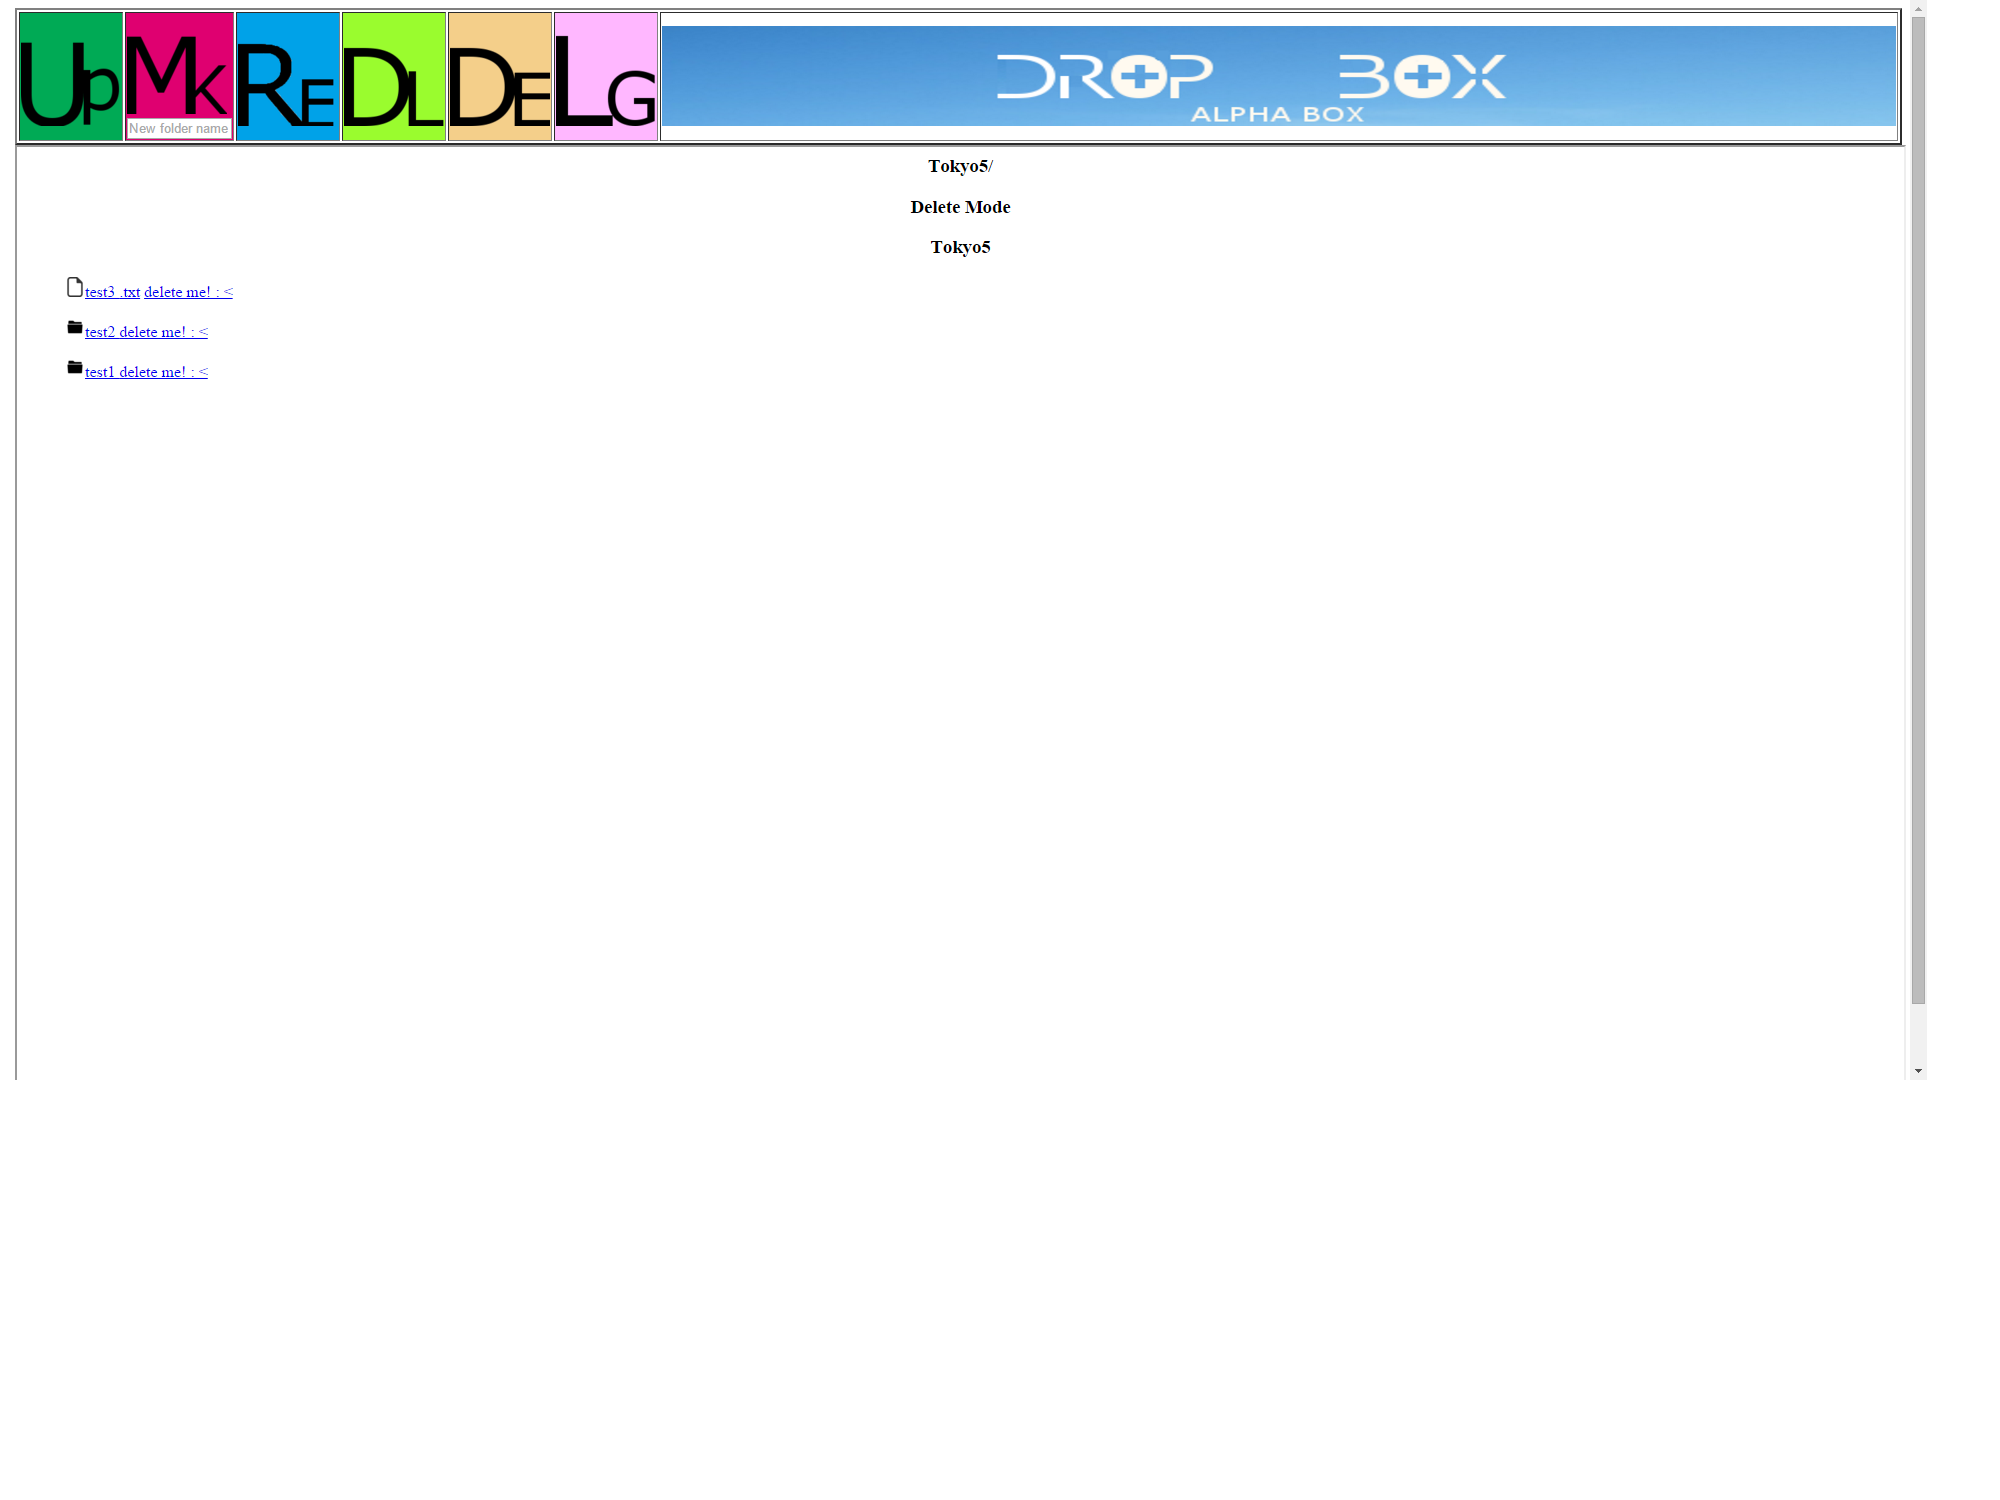 Up Mk Re DL DE LG DROP BOX
ALPHA BOX
New folder name
Tokyo5/
Delete Mode
Tokyo5
test3 .txt delete me! : <
test2 delete me! : <
test1 delete me! : <